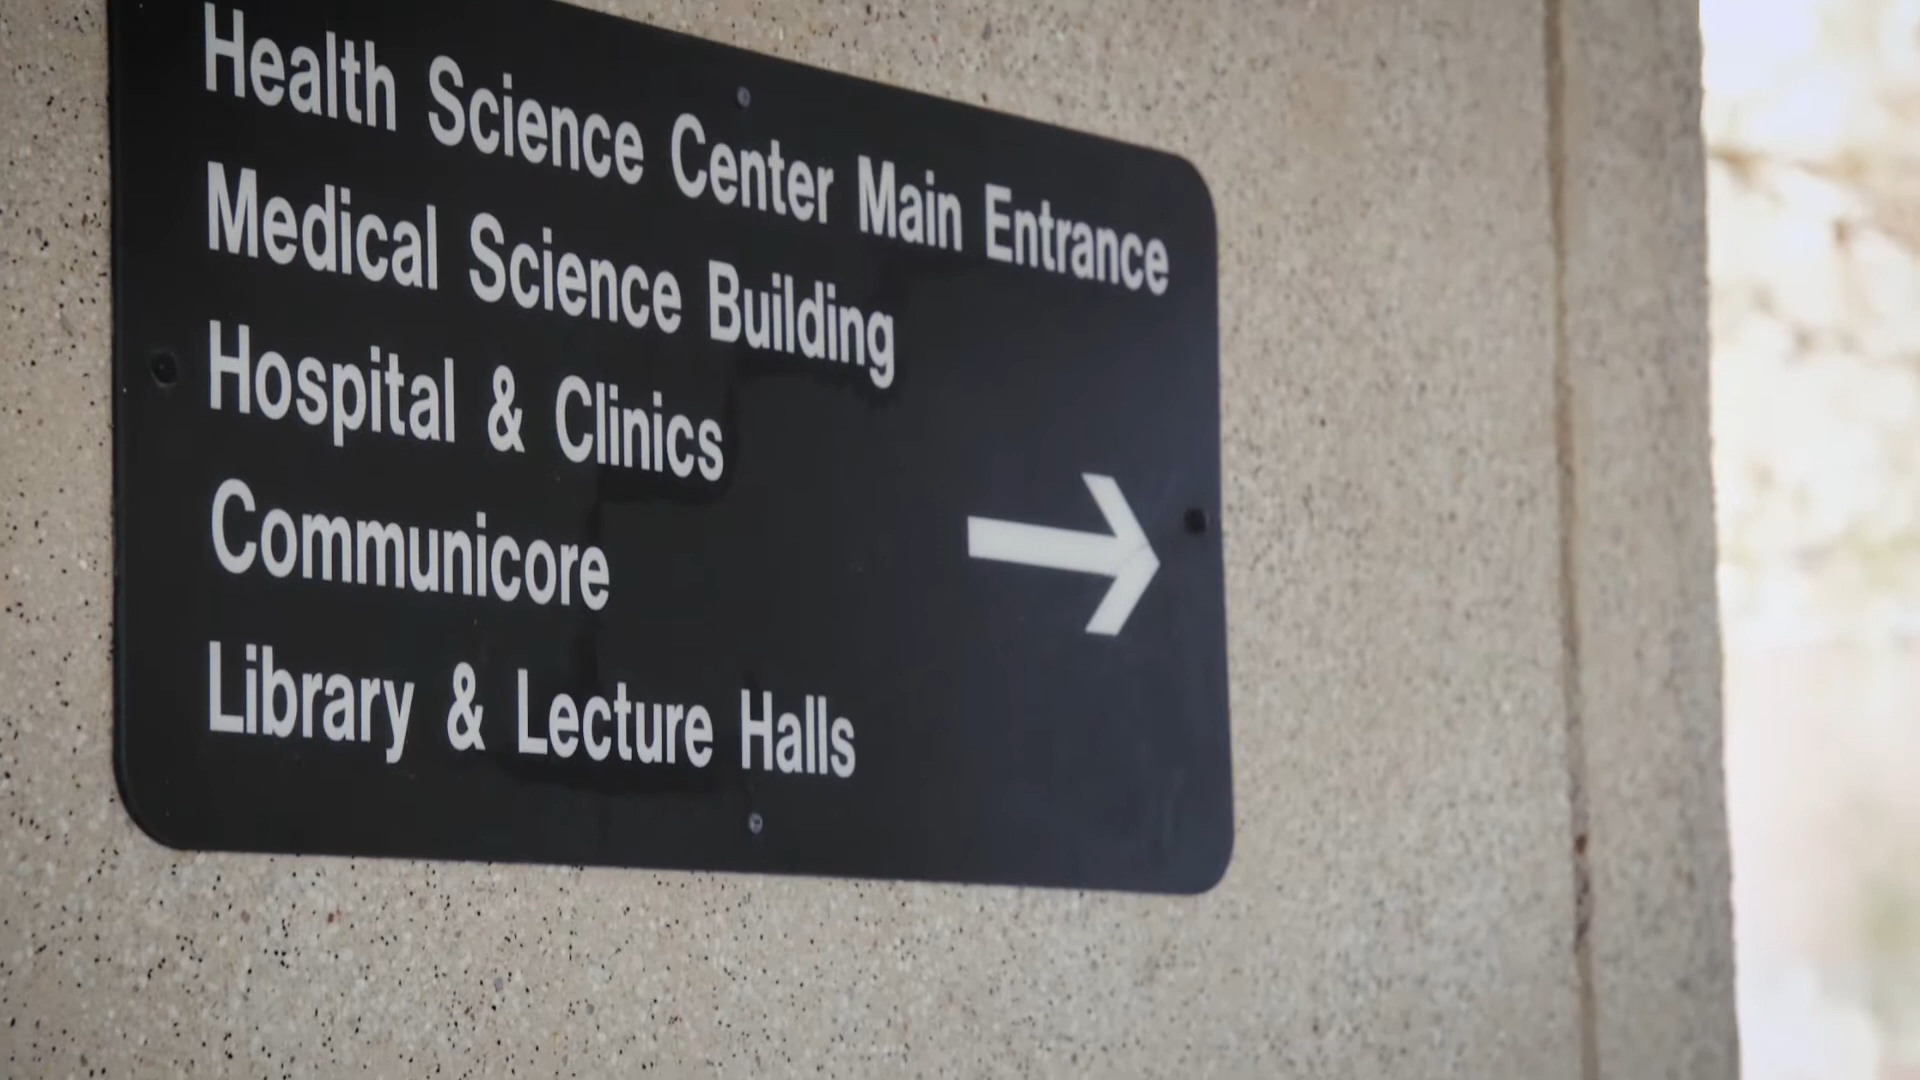 Health Science Center Main Entrance
Medical Science Building
Hospital & Clinics
Communicore
Library & Lecture Halls